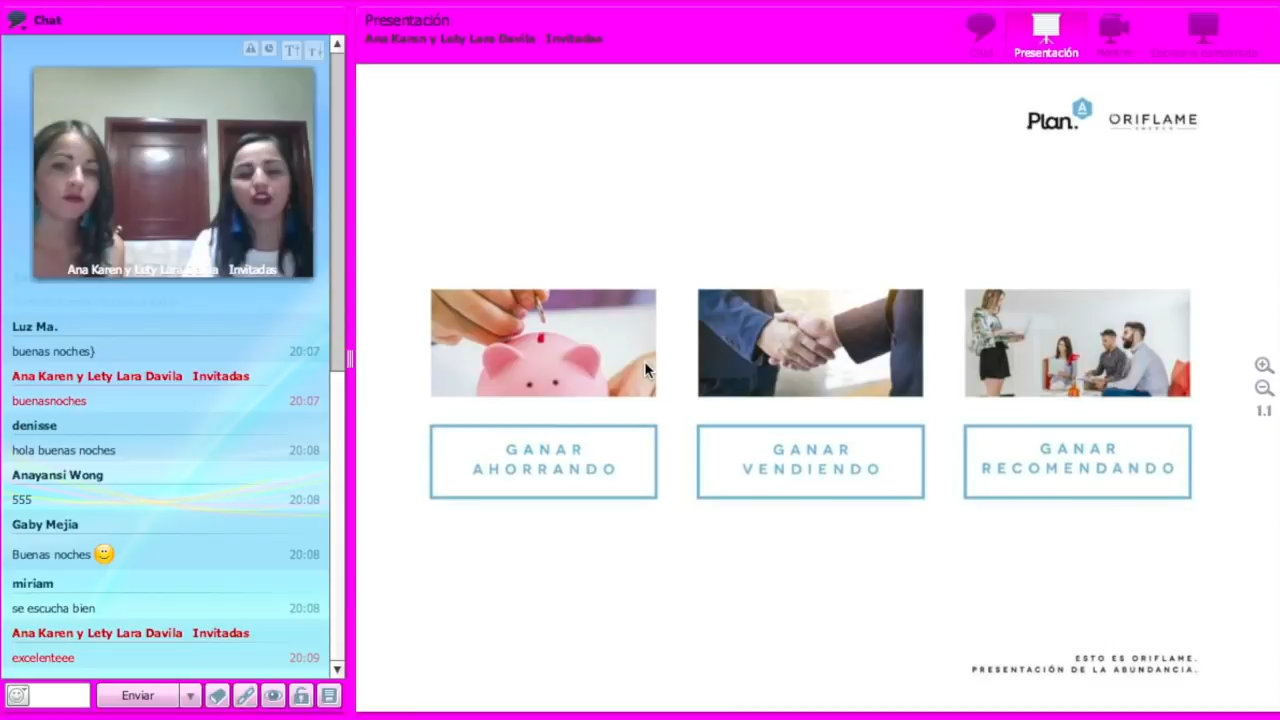 Chat
Ana Karen y Lety Lara Davila Invitadas
Luz Ma.
buenas noches} 20:07
Ana Karen y Lety Lara Davila Invitadas
buenasnoches 20:07
denisse
hola buenas noches 20:08
Anayansi Wong
555 20:08
Gaby Mejia
Buenas noches 20:08
miriam
se escucha bien 20:08
Ana Karen y Lety Lara Davila Invitadas
excelenteee 20:09
Enviar
Presentación
Ana Karen y Lety Lara Davila Invitadas
Chat
Presentación
Plan. A
ORIFLAME
SWEDEN
GANAR
AHORRANDO
GANAR
VENDIENDO
GANAR
RECOMENDANDO
1.1
ESTO ES ORIFLAME.
PRESENTACIÓN DE LA ABUNDANCIA.